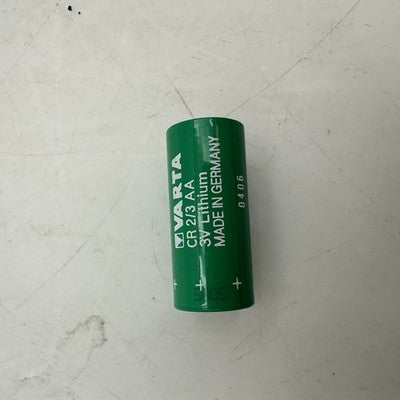 VARTA
CR 2/3 AA
3V Lithium
MADE IN GERMANY
0406
+ + +